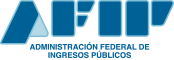 AFIP
ADMINISTRACIÓN FEDERAL DE
INGRESOS PÚBLICOS